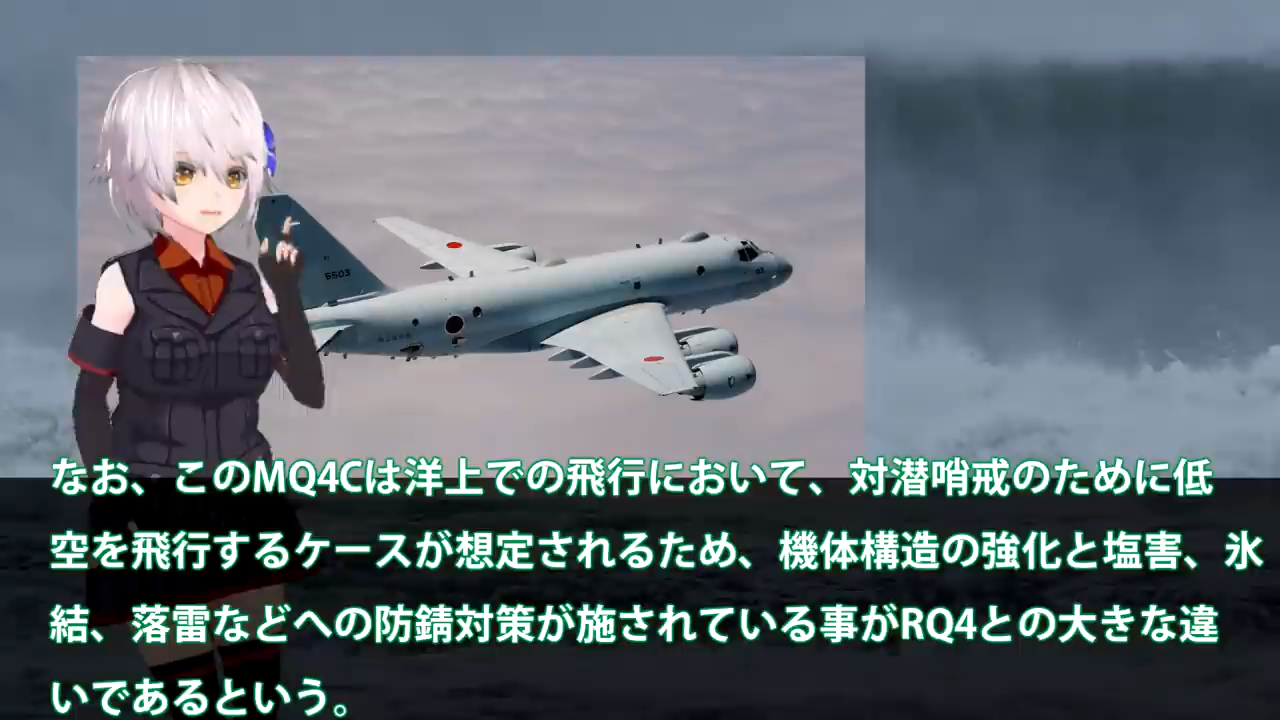 5503
なお、このMQ4Cは洋上での飛行において、対潜哨戒のために低
空を飛行するケースが想定されるため、機体構造の強化と塩害、氷
結、落雷などへの防錆対策が施されている事がRQ4との大きな違
いであるという。